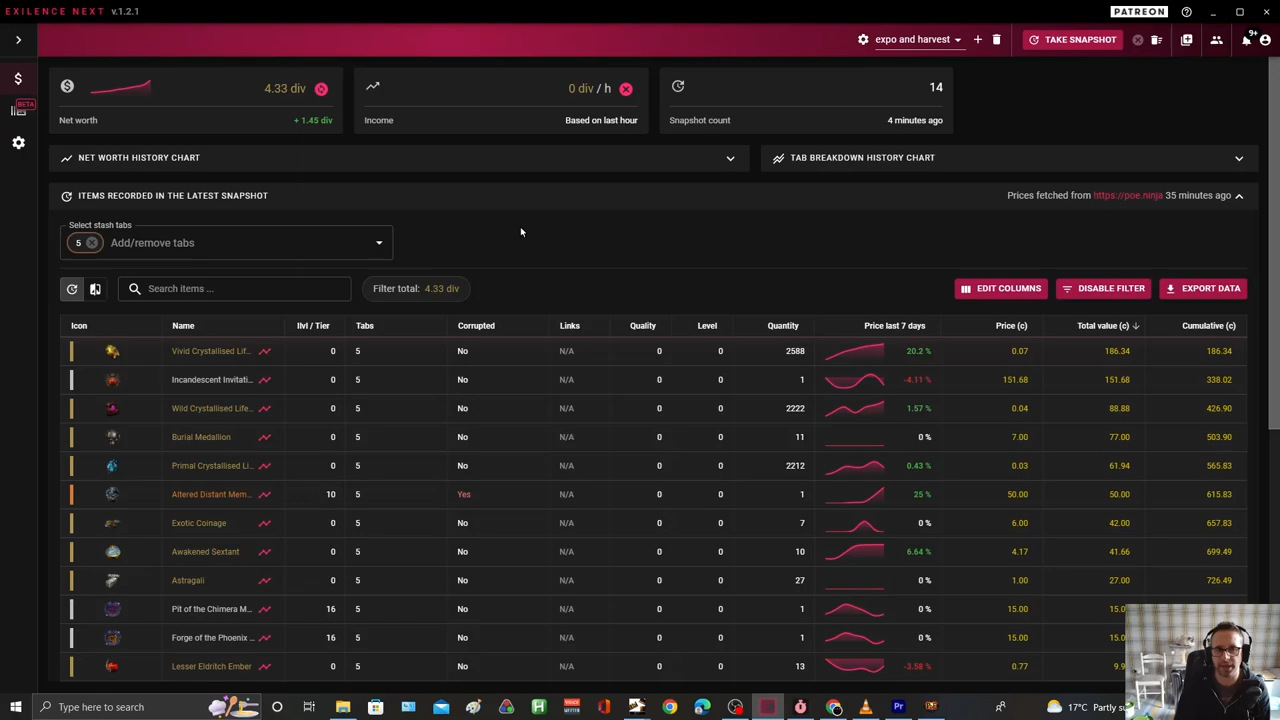 EXILENCE NEXT v.1.2.1
PATREON
expo and harvest
TAKE SNAPSHOT
9+
BETA
4.33 div
Net worth
+ 1.45 div
0 div / h
Income
Based on last hour
14
Snapshot count
4 minutes ago
NET WORTH HISTORY CHART
TAB BREAKDOWN HISTORY CHART
ITEMS RECORDED IN THE LATEST SNAPSHOT
Prices fetched from https://poe.ninja 35 minutes ago
Select stash tabs
5 Add/remove tabs
Search items ...
Filter total: 4.33 div
EDIT COLUMNS
DISABLE FILTER
EXPORT DATA
Icon Name Ilvl / Tier Tabs Corrupted Links Quality Level Quantity Price last 7 days Price (c) Total value (c) Cumulative (c)
Vivid Crystallised Lif... 0 5 No N/A 0 0 2588 20.2 % 0.07 186.34 186.34
Incandescent Invitati... 0 5 No N/A 0 0 1 -4.11 % 151.68 151.68 338.02
Wild Crystallised Life... 0 5 No N/A 0 0 2222 1.57 % 0.04 88.88 426.90
Burial Medallion 0 5 No N/A 0 0 11 0 % 7.00 77.00 503.90
Primal Crystallised Li... 0 5 No N/A 0 0 2212 0.43 % 0.03 61.94 565.83
Altered Distant Mem... 10 5 Yes N/A 0 0 1 25 % 50.00 50.00 615.83
Exotic Coinage 0 5 No N/A 0 0 7 0 % 6.00 42.00 657.83
Awakened Sextant 0 5 No N/A 0 0 10 6.64 % 4.17 41.66 699.49
Astragali 0 5 No N/A 0 0 27 0 % 1.00 27.00 726.49
Pit of the Chimera M... 16 5 No N/A 0 0 1 0 % 15.00 15.0
Forge of the Phoenix ... 16 5 No N/A 0 0 1 0 % 15.00 15.0
Lesser Eldritch Ember 0 5 No N/A 0 0 13 -3.58 % 0.77 9.9
Type here to search
17°C Partly su